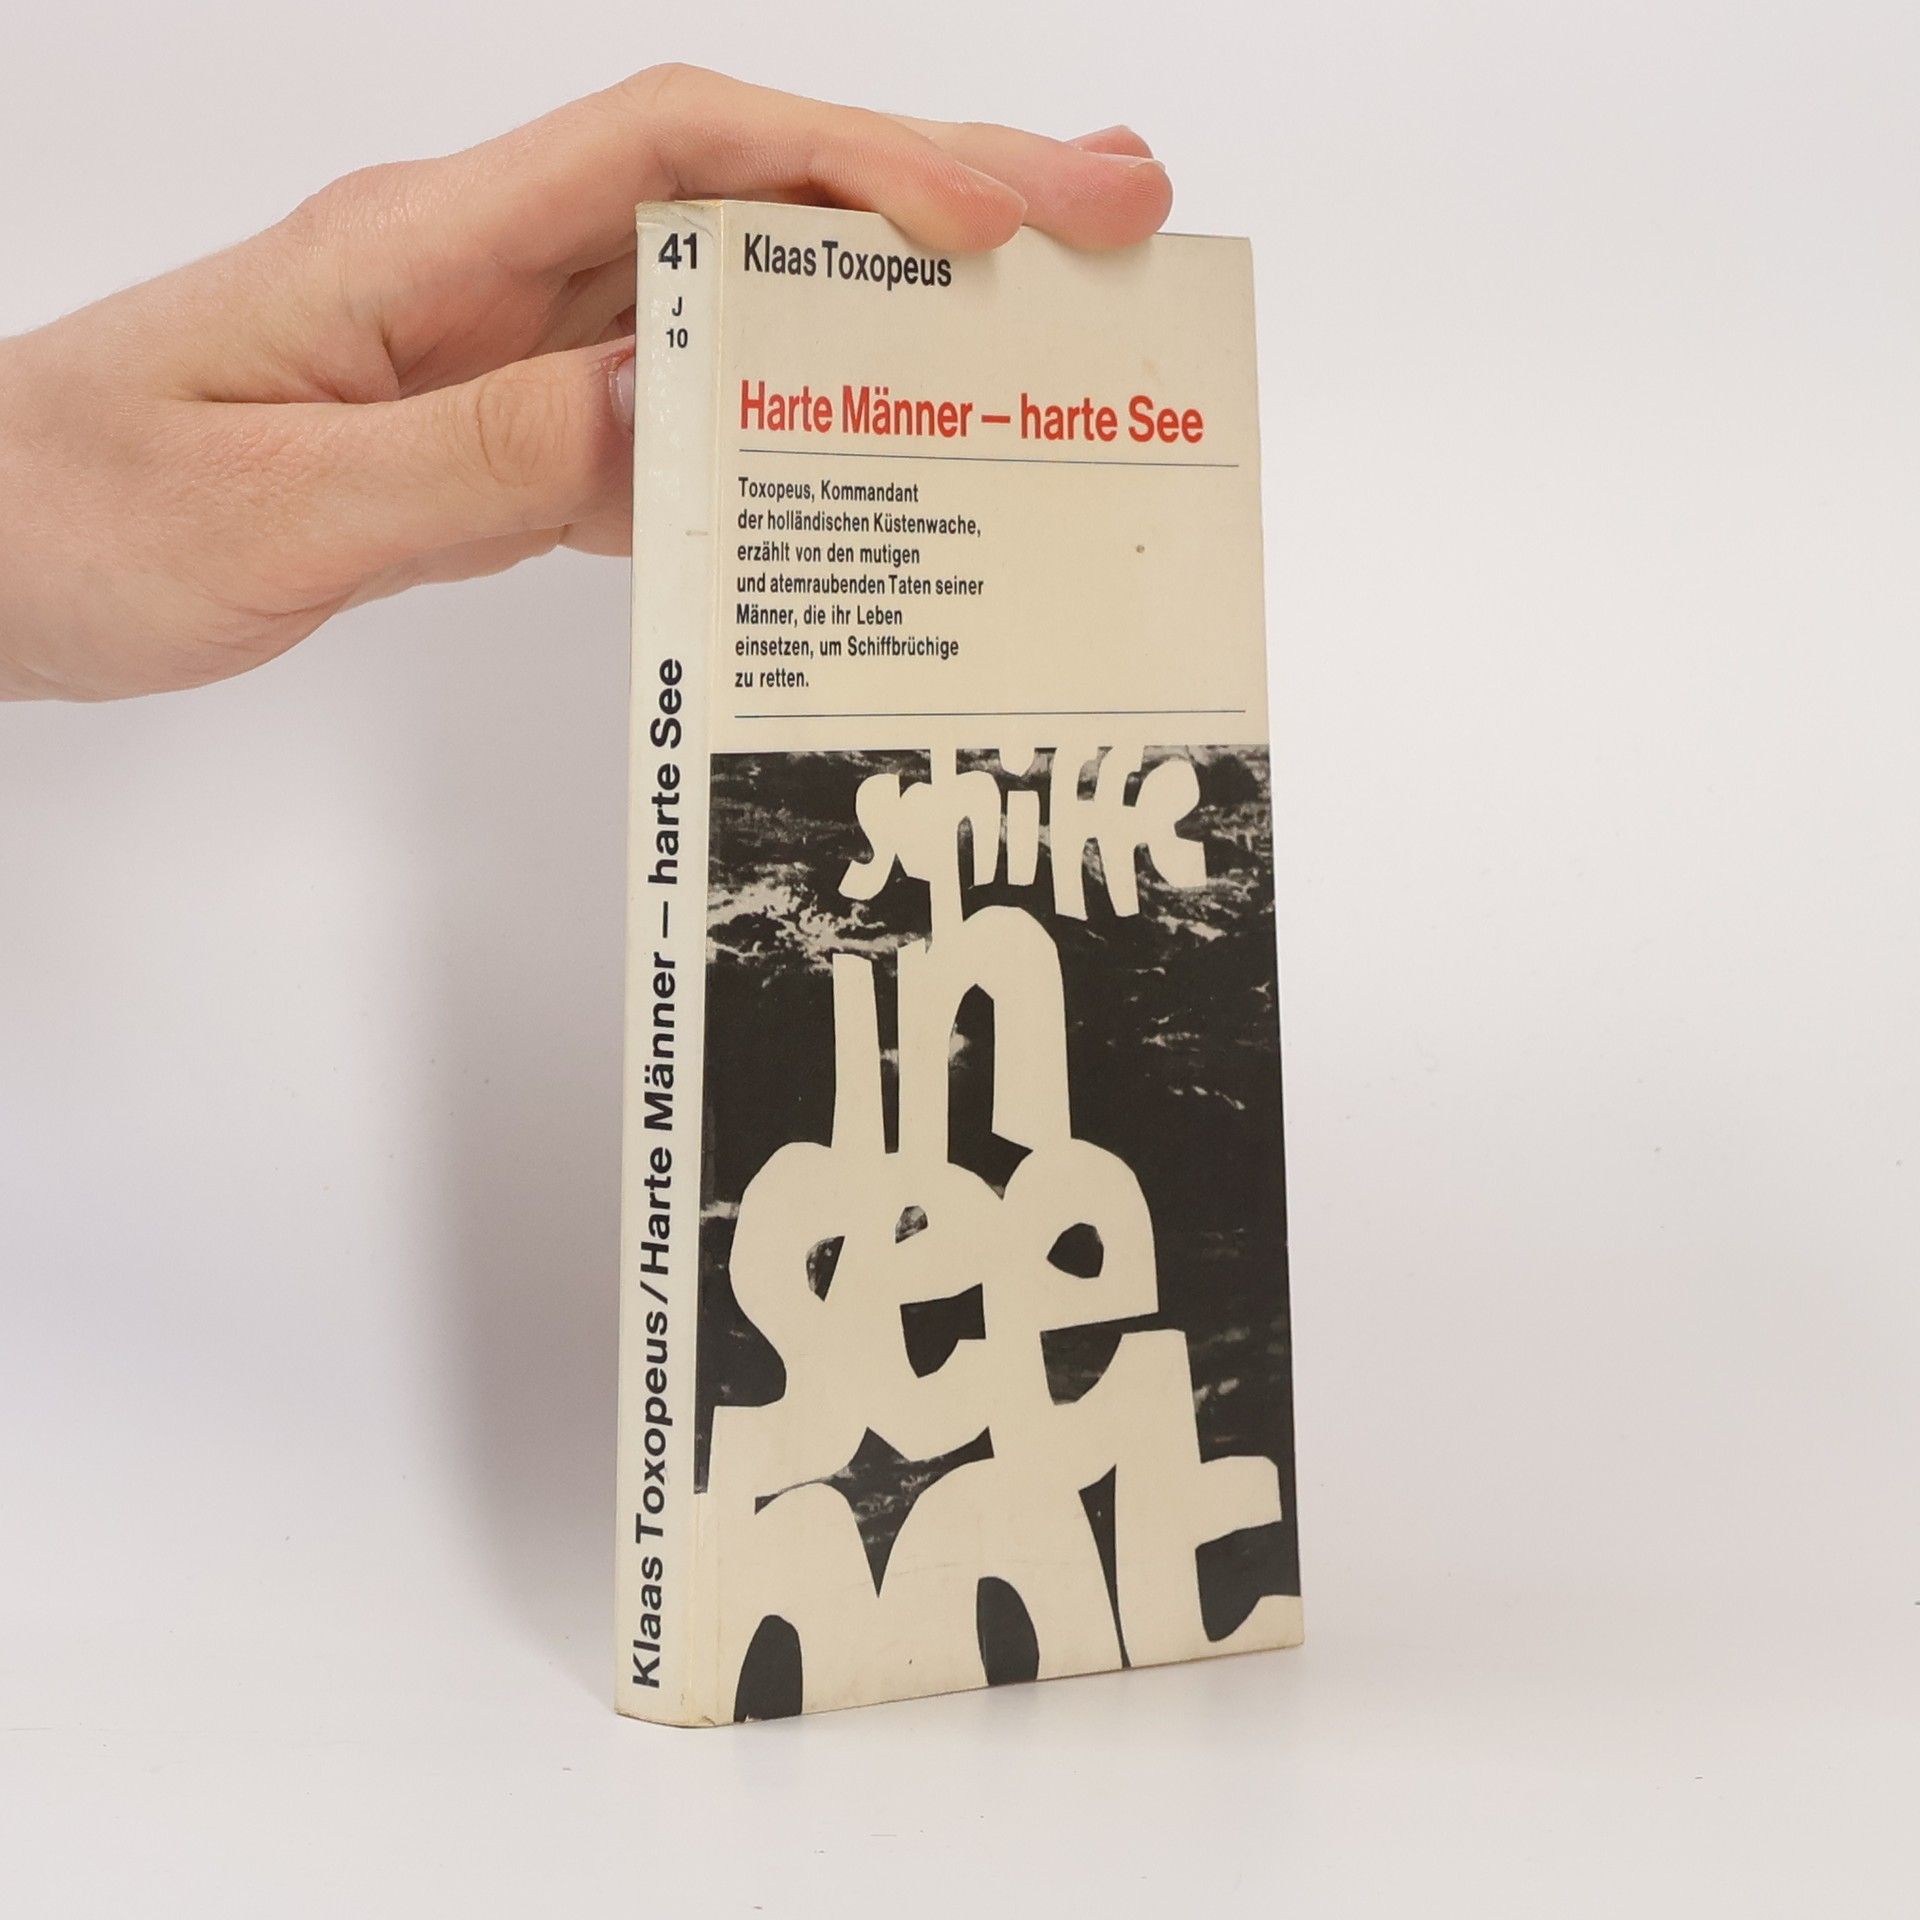 41
J
10
Klaas Toxopeus/Harte Männer – harte See
Klaas Toxopeus
Harte Männer – harte See
Toxopeus, Kommandant
der holländischen Küstenwache,
erzählt von den mutigen
und atemraubenden Taten seiner
Männer, die ihr Leben
einsetzen, um Schiffbrüchige
zu retten.
schiffe
in
see
not